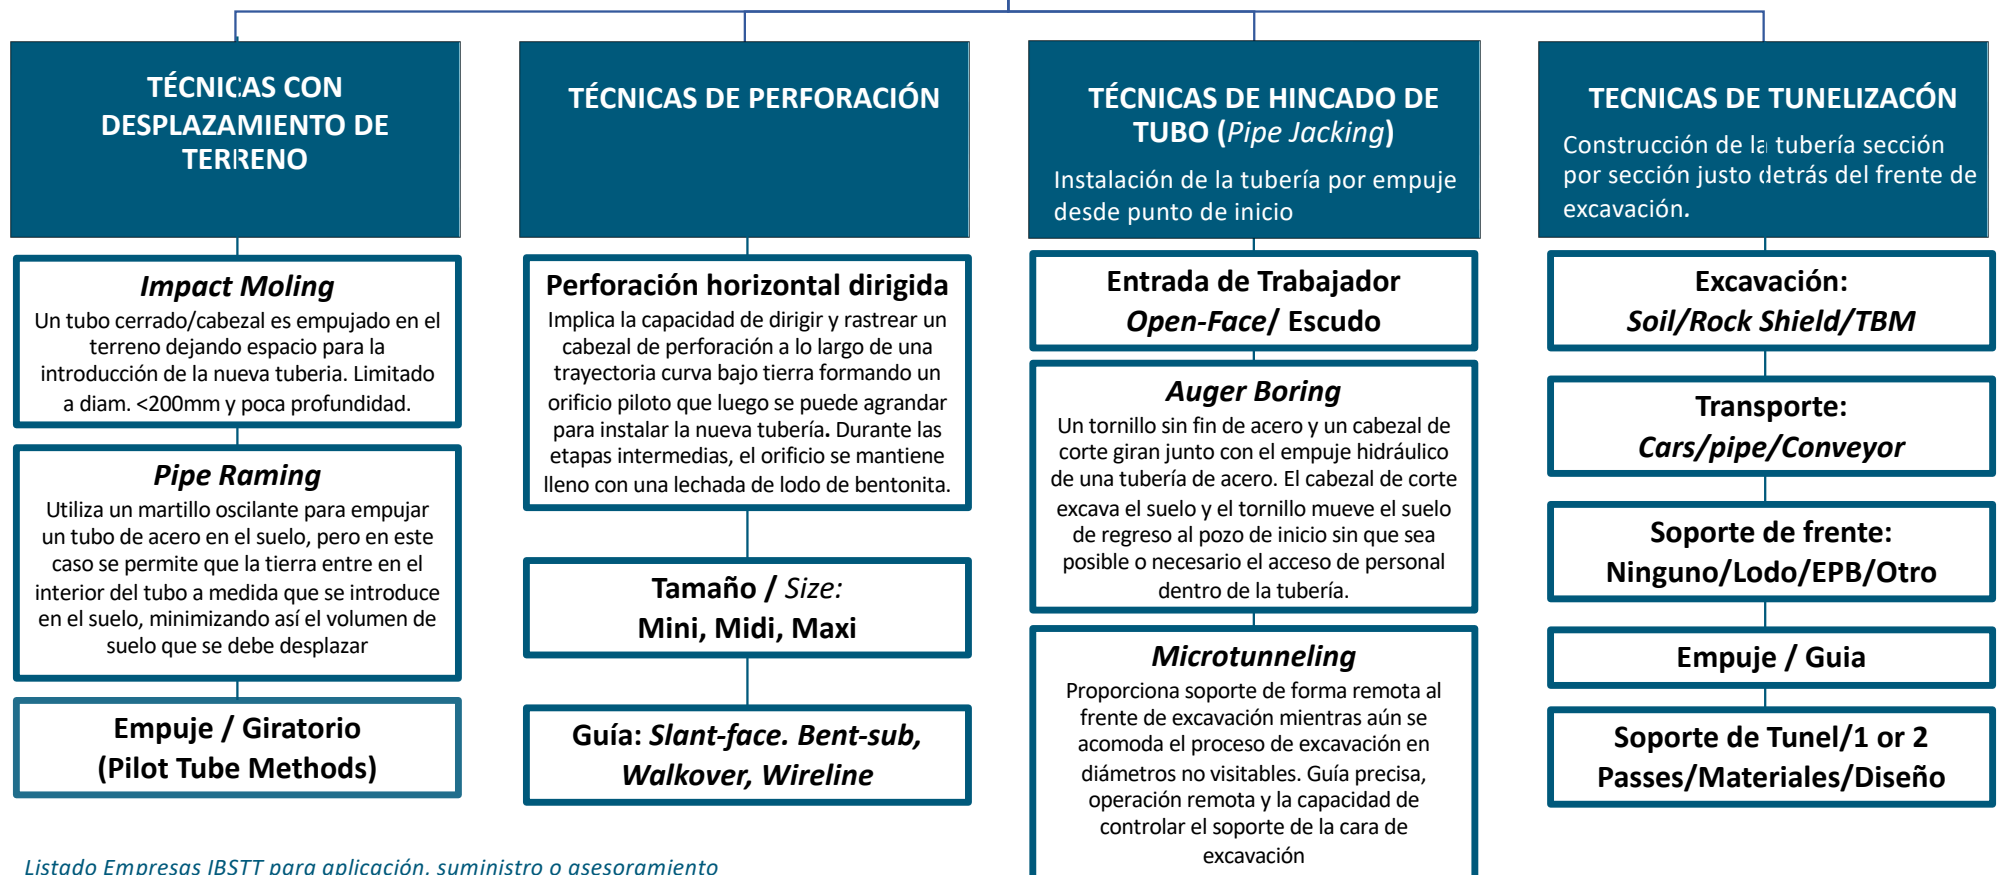 TÉCNICAS CON
DESPLAZAMIENTO DE
TERRENO
Impact Moling
Un tubo cerrado/cabezal es empujado en el
terreno dejando espacio para la
introducción de la nueva tuberia. Limitado
a diam. <200mm y poca profundidad.
Pipe Raming
Utiliza un martillo oscilante para empujar
un tubo de acero en el suelo, pero en este
caso se permite que la tierra entre en el
interior del tubo a medida que se introduce
en el suelo, minimizando así el volumen de
suelo que se debe desplazar
Empuje / Giratorio
(Pilot Tube Methods)
TÉCNICAS DE PERFORACIÓN
Perforación horizontal dirigida
Implica la capacidad de dirigir y rastrear un
cabezal de perforación a lo largo de una
trayectoria curva bajo tierra formando un
orificio piloto que luego se puede agrandar
para instalar la nueva tubería. Durante las
etapas intermedias, el orificio se mantiene
lleno con una lechada de lodo de bentonita.
Tamaño / Size:
Mini, Midi, Maxi
Guía: Slant-face. Bent-sub,
Walkover, Wireline
TÉCNICAS DE HINCADO DE
TUBO (Pipe Jacking)
Instalación de la tubería por empuje
desde punto de inicio
Entrada de Trabajador
Open-Face/ Escudo
Auger Boring
Un tornillo sin fin de acero y un cabezal de
corte giran junto con el empuje hidráulico
de una tubería de acero. El cabezal de corte
excava el suelo y el tornillo mueve el suelo
de regreso al pozo de inicio sin que sea
posible o necesario el acceso de personal
dentro de la tubería.
Microtunneling
Proporciona soporte de forma remota al
frente de excavación mientras aún se
acomoda el proceso de excavación en
diámetros no visitables. Guía precisa,
operación remota y la capacidad de
controlar el soporte de la cara de
excavación
TECNICAS DE TUNELIZACÓN
Construcción de la tubería sección
por sección justo detrás del frente de
excavación.
Excavación:
Soil/Rock Shield/TBM
Transporte:
Cars/pipe/Conveyor
Soporte de frente:
Ninguno/Lodo/EPB/Otro
Empuje / Guia
Soporte de Tunel/1 or 2
Passes/Materiales/Diseño
Listado Empresas IBSTT para aplicación, suministro o asesoramiento